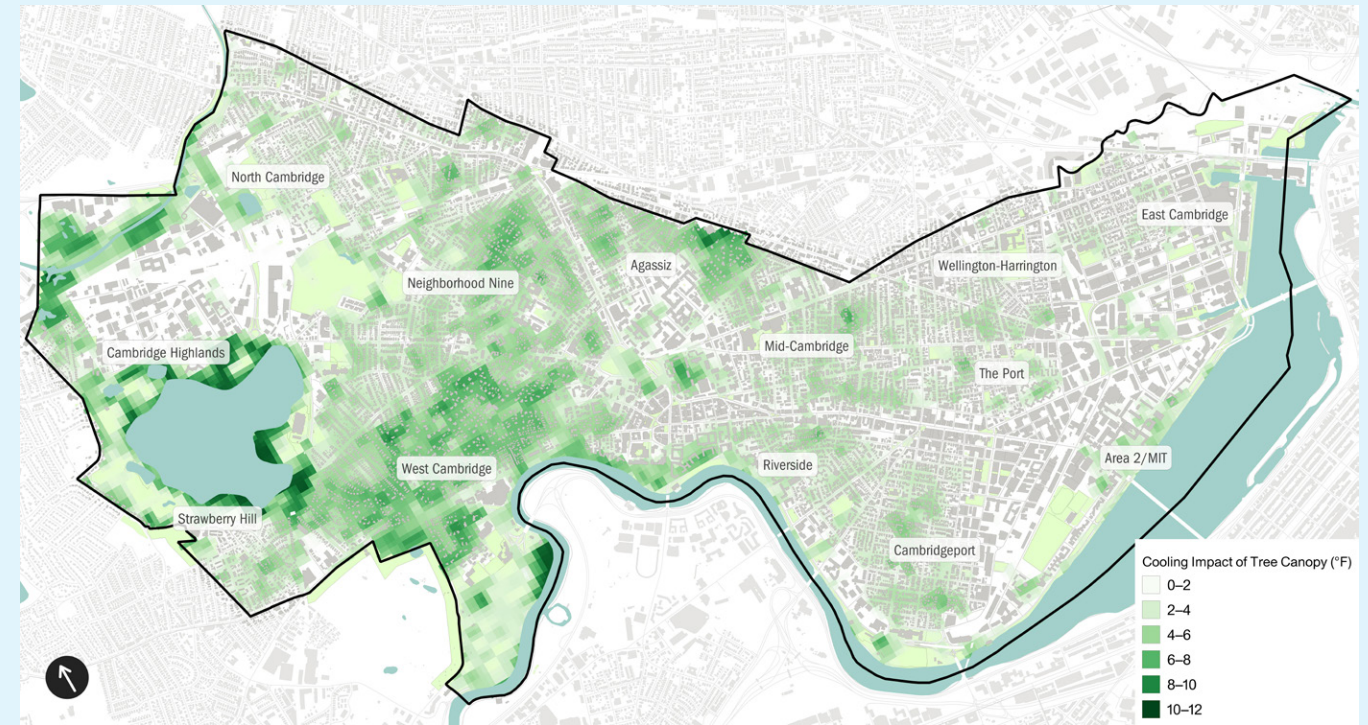 North Cambridge
East Cambridge
Wellington-Harrington
Agassiz
Neighborhood Nine
Mid-Cambridge
Cambridge Highlands
The Port
West Cambridge
Riverside
Area 2/MIT
Strawberry Hill
Cambridgeport
Cooling Impact of Tree Canopy (°F)
0–2
2–4
4–6
6–8
8–10
10–12